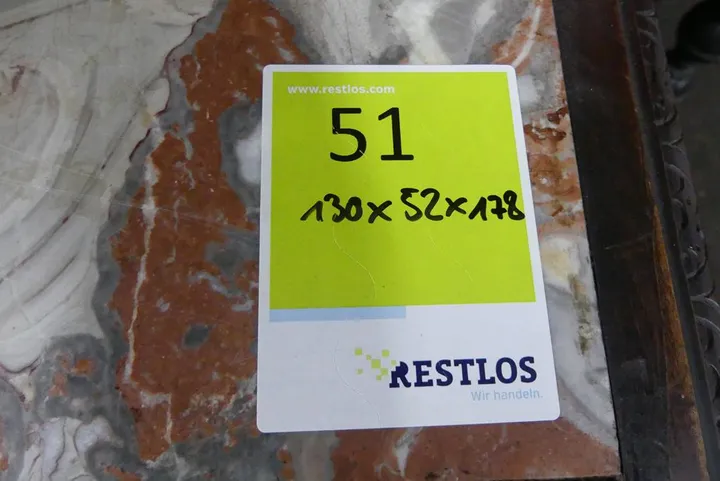 www.restlos.com
51
130x52x178
RESTLOS
Wir handeln.